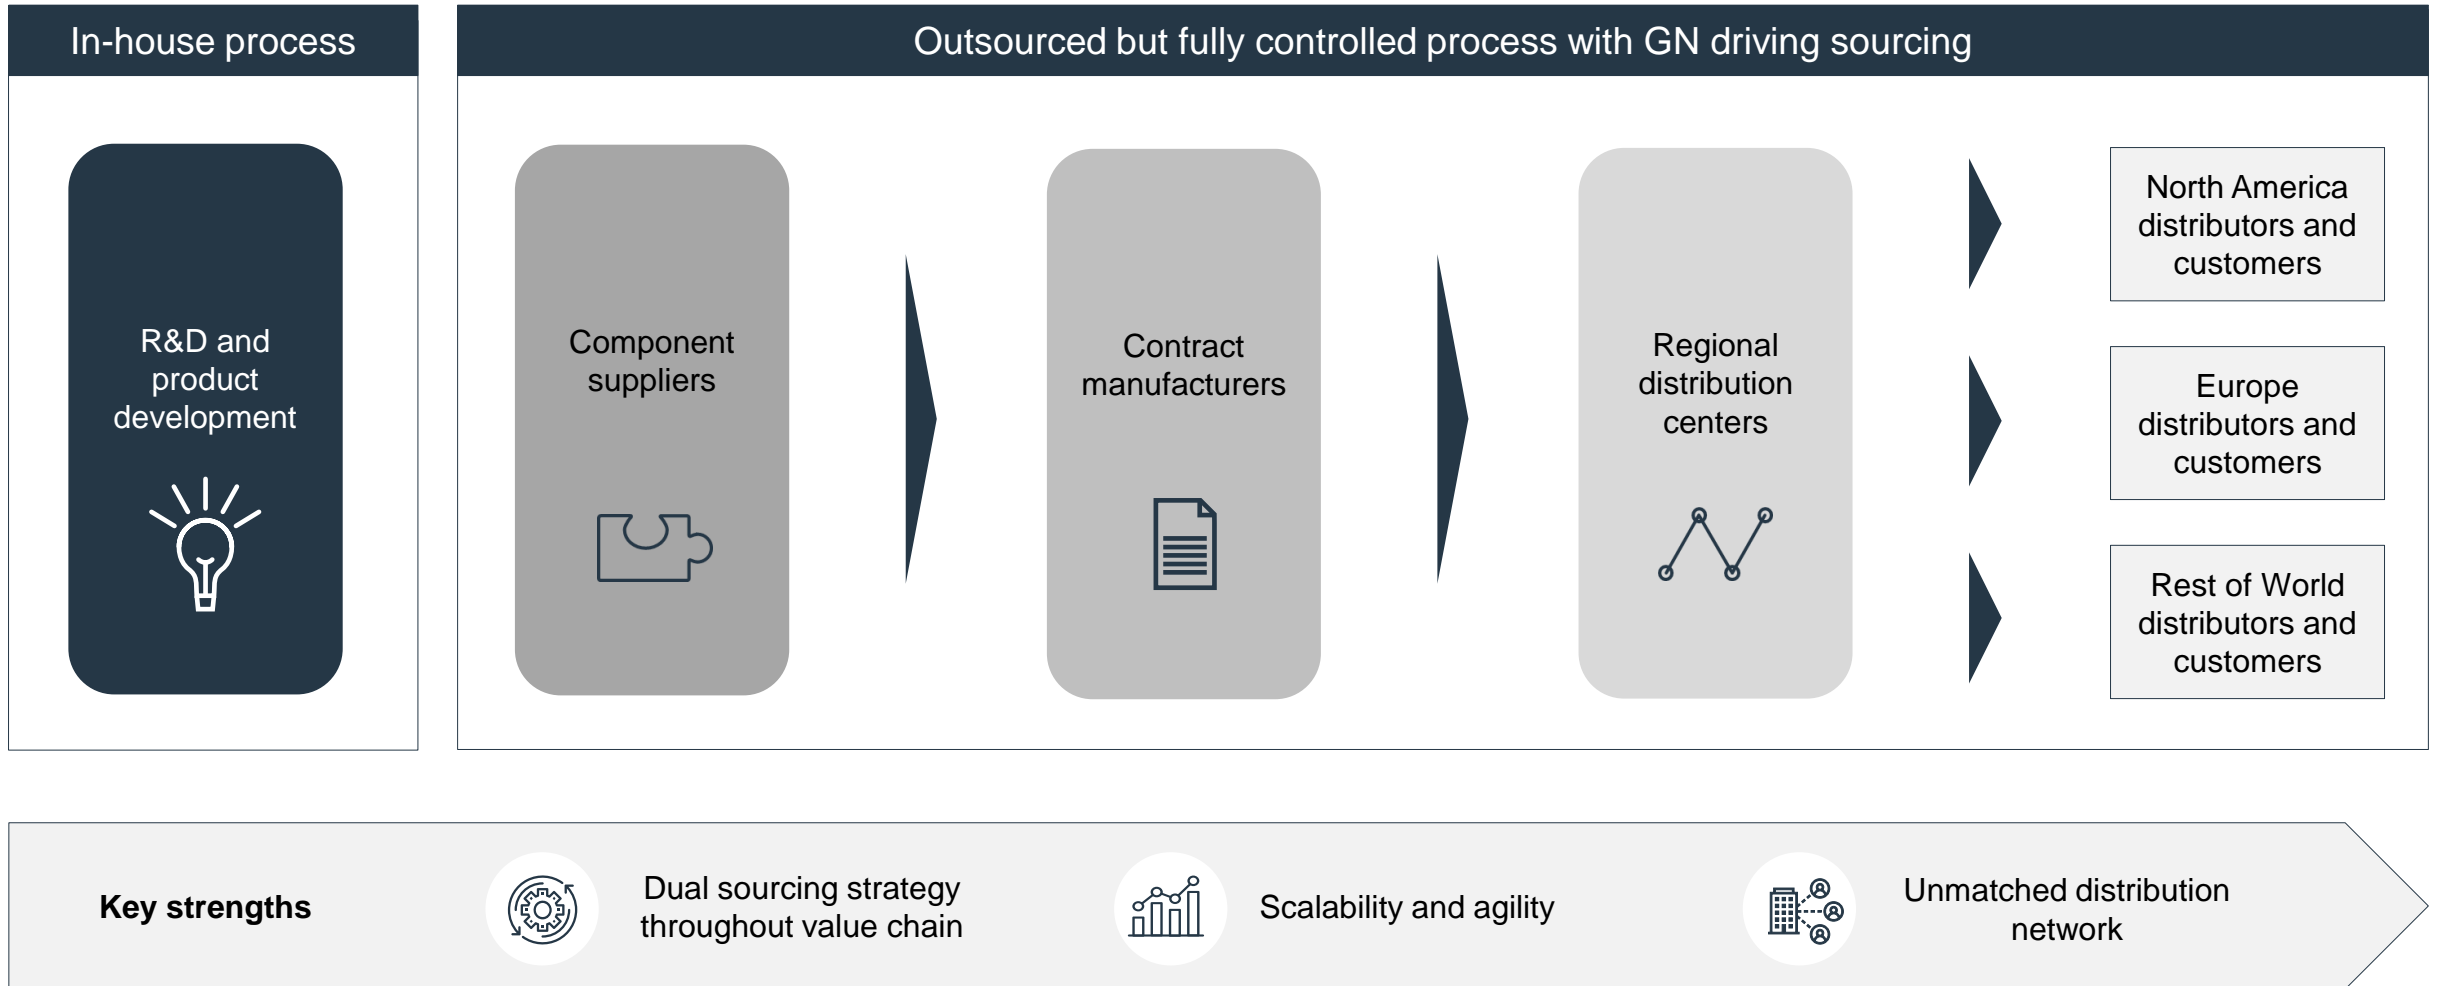 In-house process
Outsourced but fully controlled process with GN driving sourcing
R&D and
product
development
Component
suppliers
Contract
manufacturers
Regional
distribution
centers
North America
distributors and
customers
Europe
distributors and
customers
Rest of World
distributors and
customers
Key strengths
Dual sourcing strategy
throughout value chain
Scalability and agility
Unmatched distribution
network